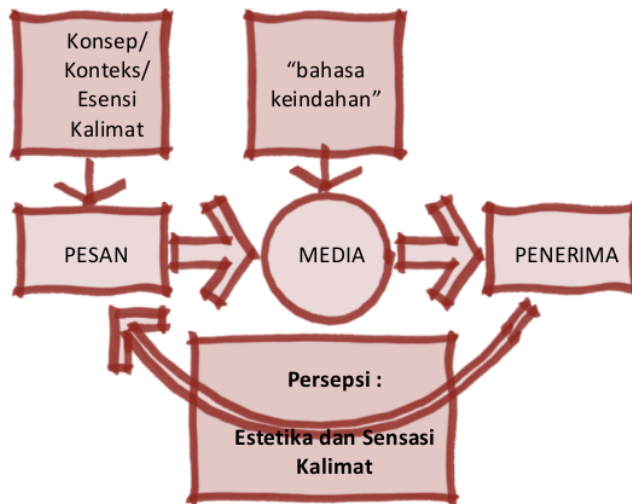 Konsep/
Konteks/
Esensi
Kalimat
“bahasa
keindahan”
PESAN
MEDIA
PENERIMA
Persepsi :
Estetika dan Sensasi
Kalimat